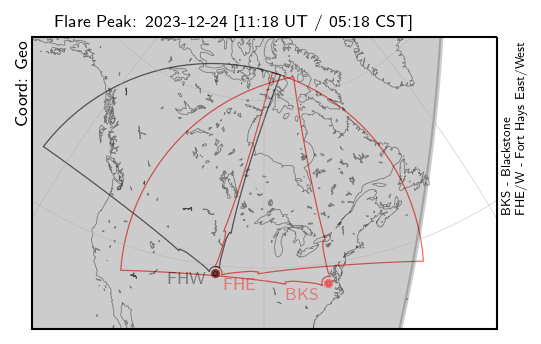 Flare Peak: 2023-12-24 [11:18 UT / 05:18 CST]
Coord: Geo
BKS - Blackstone
FHE/W - Fort Hays East/West
FHW
FHE
BKS